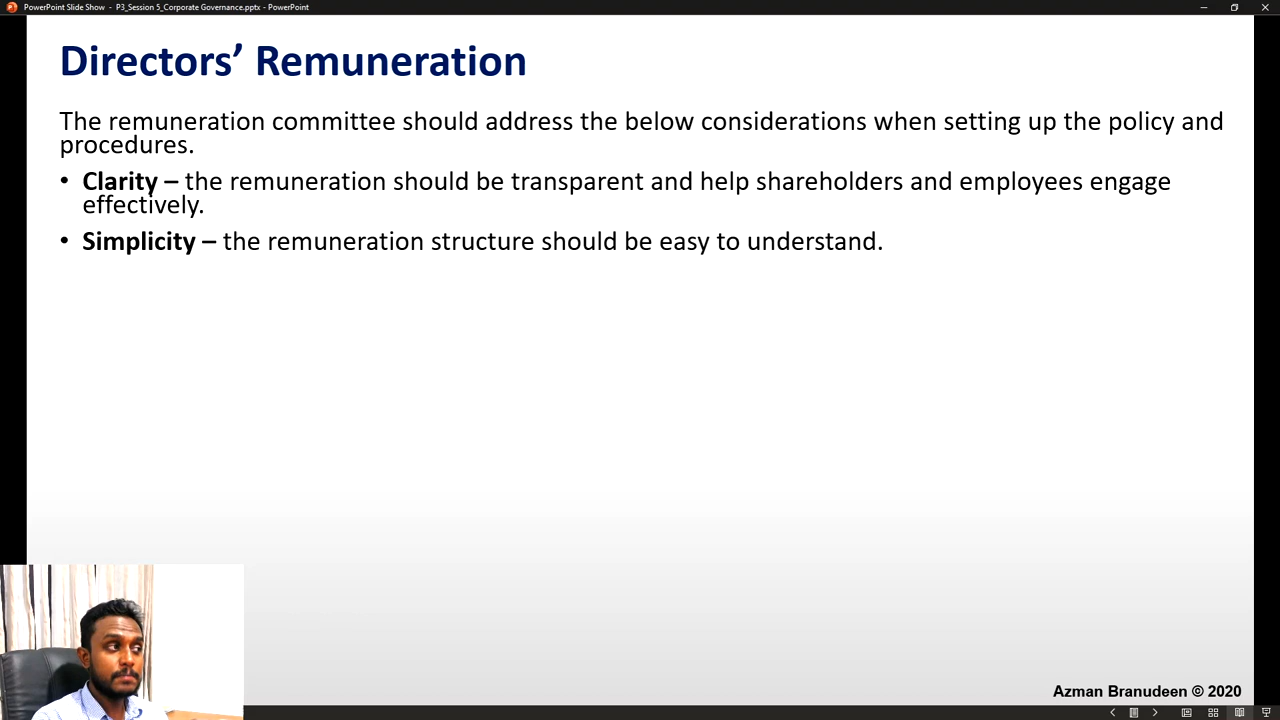 PowerPoint Slide Show - P3_Session 5_Corporate Governance.pptx - PowerPoint
Directors’ Remuneration
The remuneration committee should address the below considerations when setting up the policy and
procedures.
• Clarity – the remuneration should be transparent and help shareholders and employees engage
effectively.
• Simplicity – the remuneration structure should be easy to understand.
Azman Branudeen © 2020